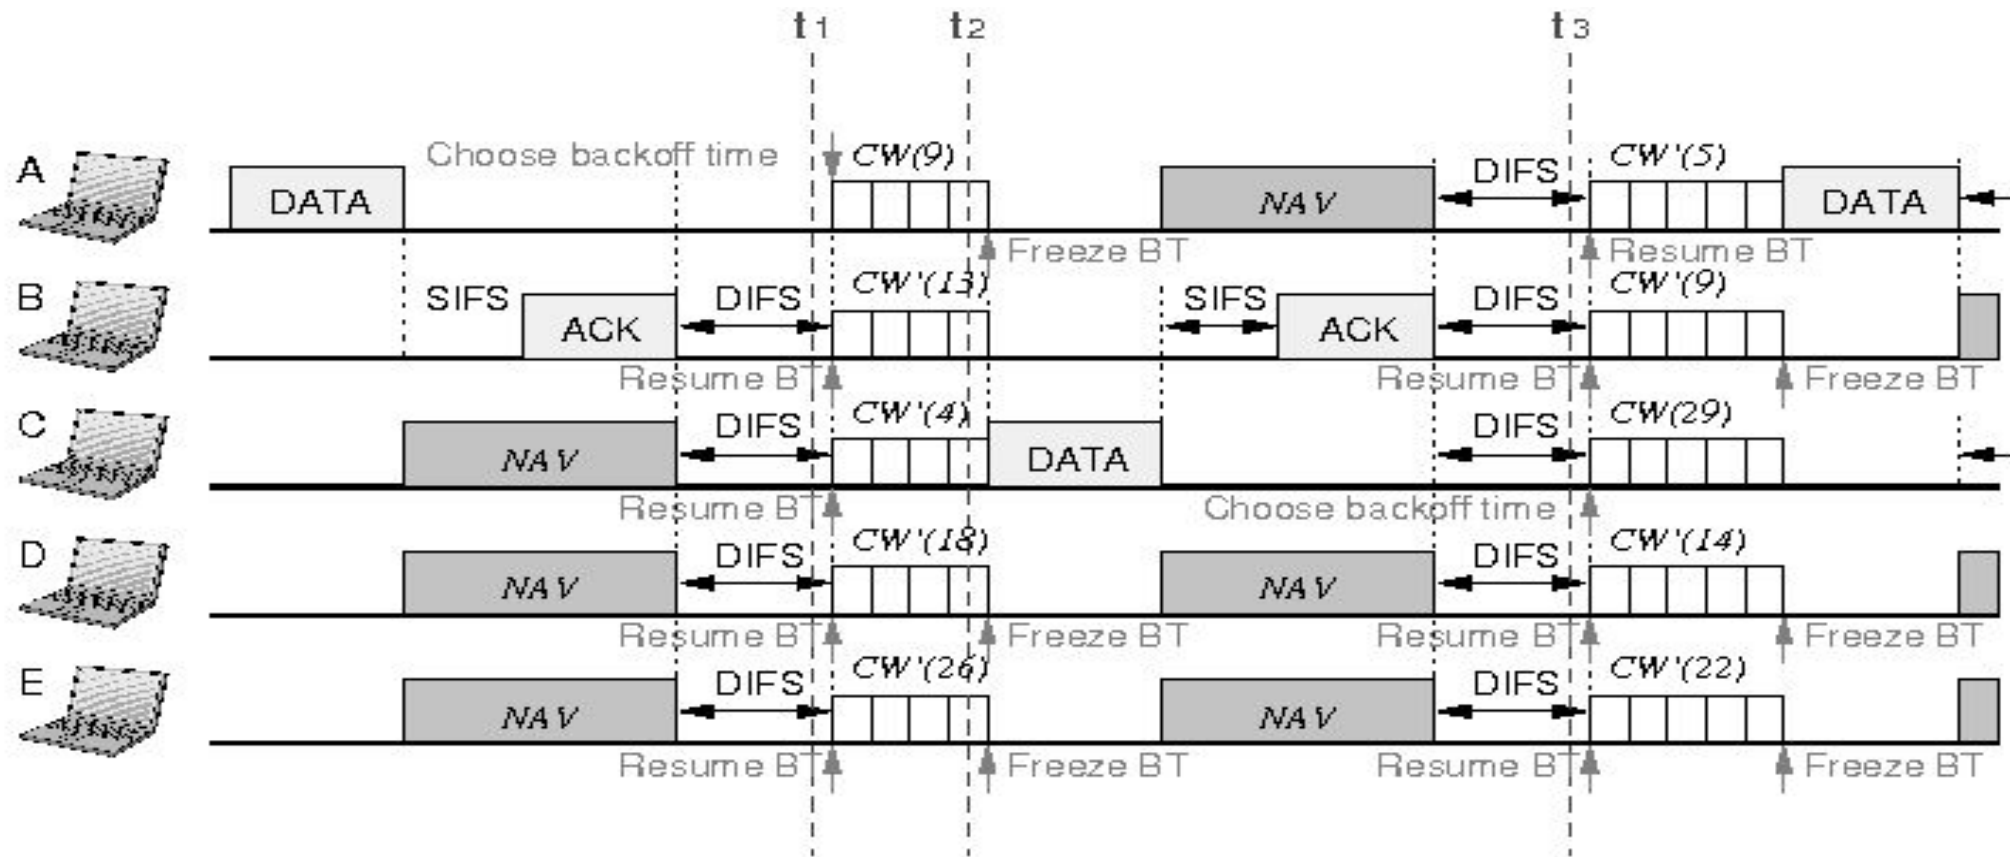 t1 t2 t3
A Choose backoff time CW(9) DIFS CW'(5)
DATA NAV DATA
Freeze BT Resume BT
B SIFS DIFS CW'(13) SIFS DIFS CW'(9)
ACK ACK
Resume BT Resume BT Freeze BT
C DIFS CW'(4) DIFS CW(29)
NAV DATA
Resume BT Choose backoff time
D DIFS CW'(18) DIFS CW'(14)
NAV NAV
Resume BT Freeze BT Resume BT Freeze BT
E DIFS CW'(26) DIFS CW'(22)
NAV NAV
Resume BT Freeze BT Resume BT Freeze BT